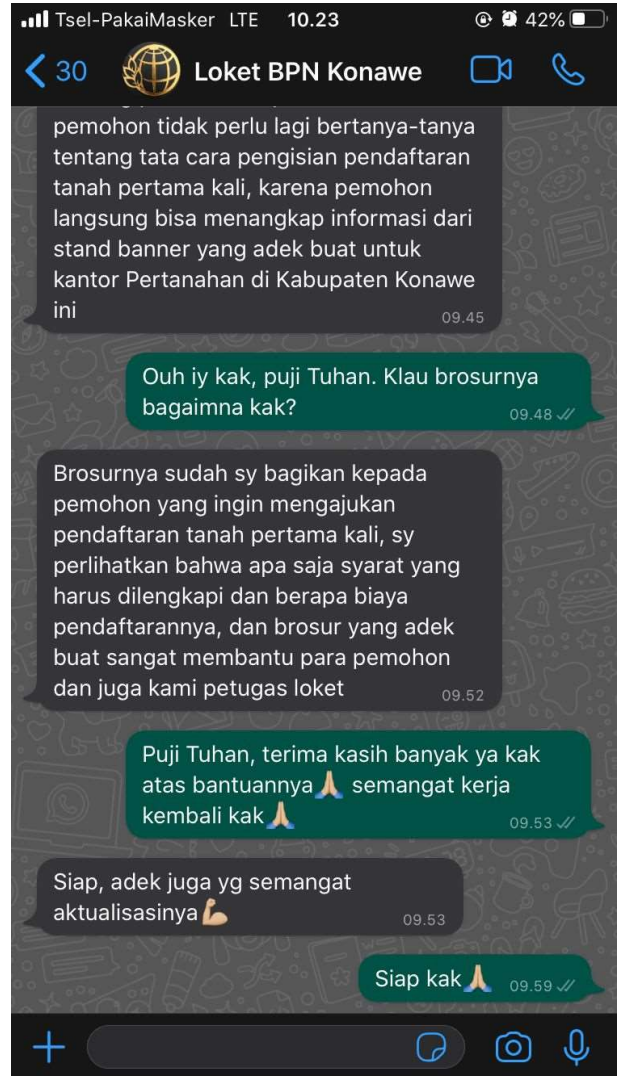 Tsel-PakaiMasker LTE 10.23 42%
30 Loket BPN Konawe
pemohon tidak perlu lagi bertanya-tanya
tentang tata cara pengisian pendaftaran
tanah pertama kali, karena pemohon
langsung bisa menangkap informasi dari
stand banner yang adek buat untuk
kantor Pertanahan di Kabupaten Konawe
ini 09.45
Ouh iy kak, puji Tuhan. Klau brosurnya
bagaimna kak? 09.48
Brosurnya sudah sy bagikan kepada
pemohon yang ingin mengajukan
pendaftaran tanah pertama kali, sy
perlihatkan bahwa apa saja syarat yang
harus dilengkapi dan berapa biaya
pendaftarannya, dan brosur yang adek
buat sangat membantu para pemohon
dan juga kami petugas loket 09.52
Puji Tuhan, terima kasih banyak ya kak
atas bantuannya🙏🏼 semangat kerja
kembali kak🙏🏼 09.53
Siap, adek juga yg semangat
aktualisasinya💪🏼 09.53
Siap kak🙏🏼 09.59